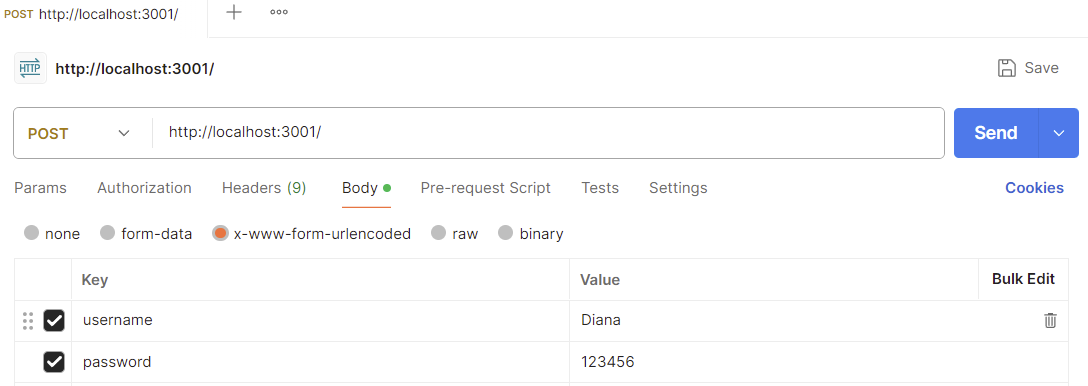 POST http://localhost:3001/
HTTP http://localhost:3001/ Save
POST http://localhost:3001/ Send
Params Authorization Headers (9) Body Pre-request Script Tests Settings Cookies
none form-data x-www-form-urlencoded raw binary
Key Value Bulk Edit
username Diana
password 123456